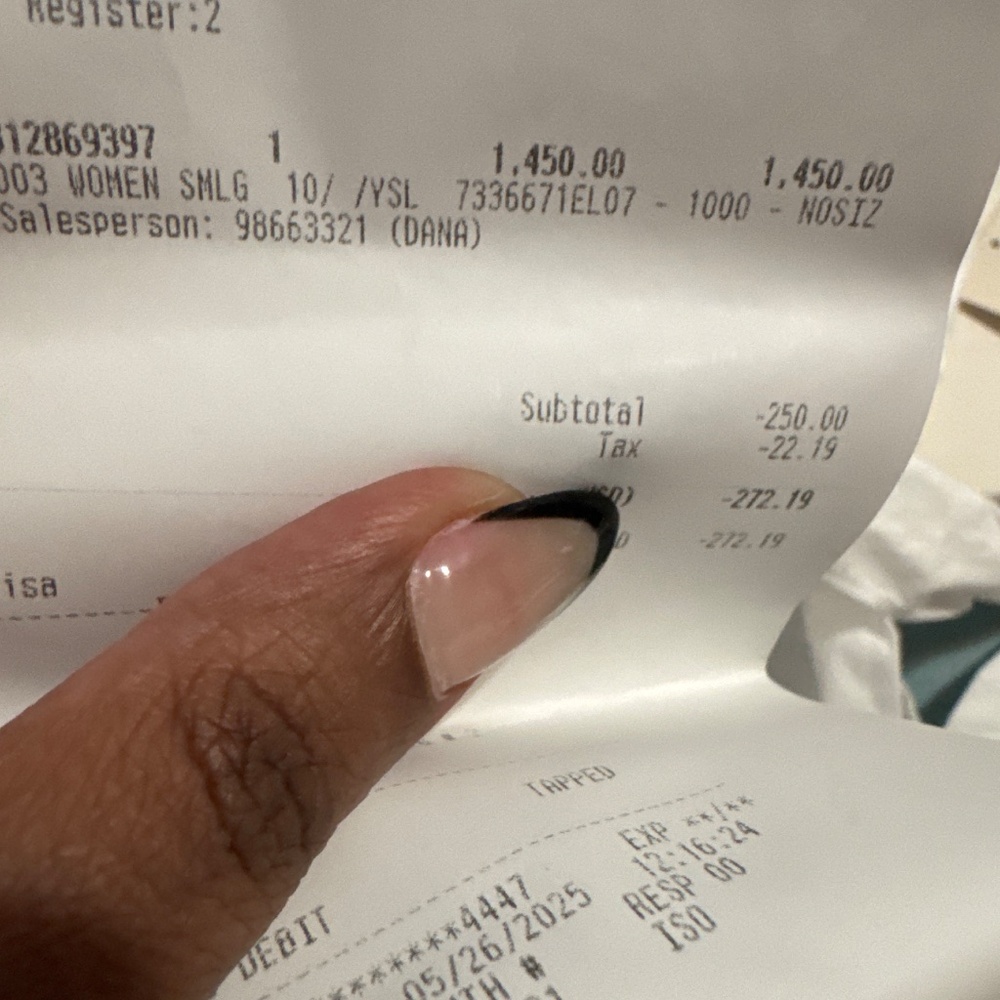 Register:2
312869397 1 1,450.00 1,450.00
003 WOMEN SMLG 10/ /YSL 7336671EL07 - 1000 - NOSIZ
Salesperson: 98663321 (DANA)
Subtotal -250.00
Tax -22.19
-272.19
-272.19
isa
TAPPED
DEBIT EXP **/**
*******4447 12:16:24
05/26/2025 RESP 00
TH # ISO